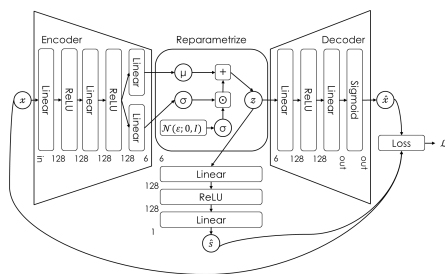 Encoder
Reparametrize
Decoder
x
Linear
ReLU
Linear
ReLU
Linear
Linear
μ
σ
+
⊙
N(ε; 0, I)
σ
z
Linear
ReLU
Linear
Sigmoid
x̂
Loss
L
in
128
128
128
128
6
6
6
128
128
out
out
Linear
128
ReLU
128
Linear
1
ŝ